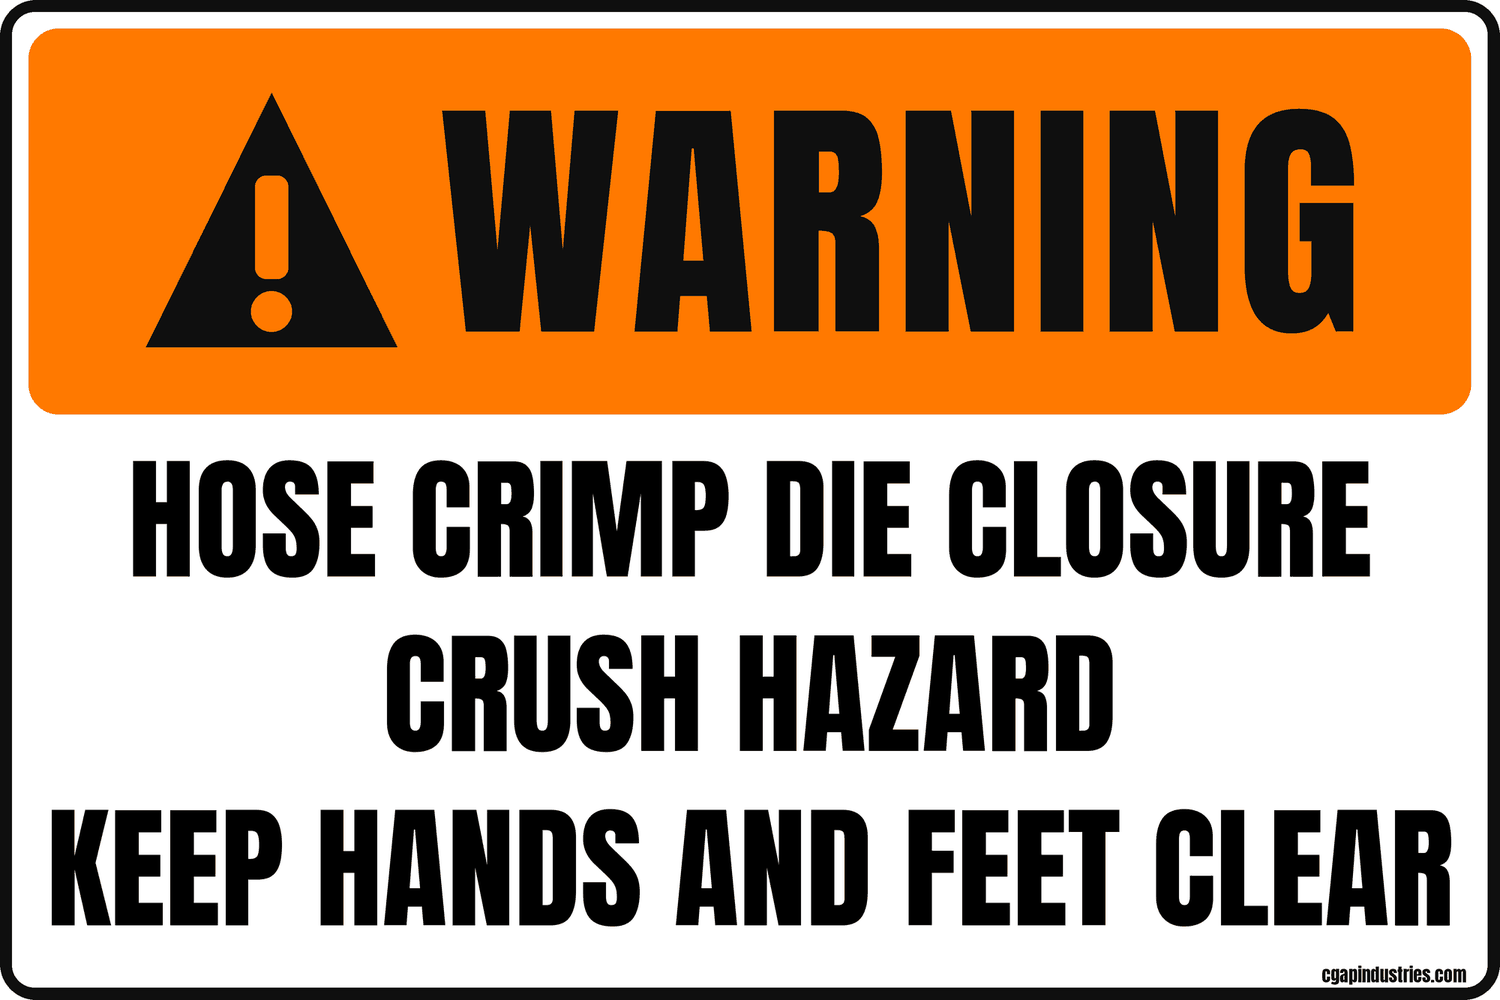 WARNING
HOSE CRIMP DIE CLOSURE
CRUSH HAZARD
KEEP HANDS AND FEET CLEAR
cgapindustries.com